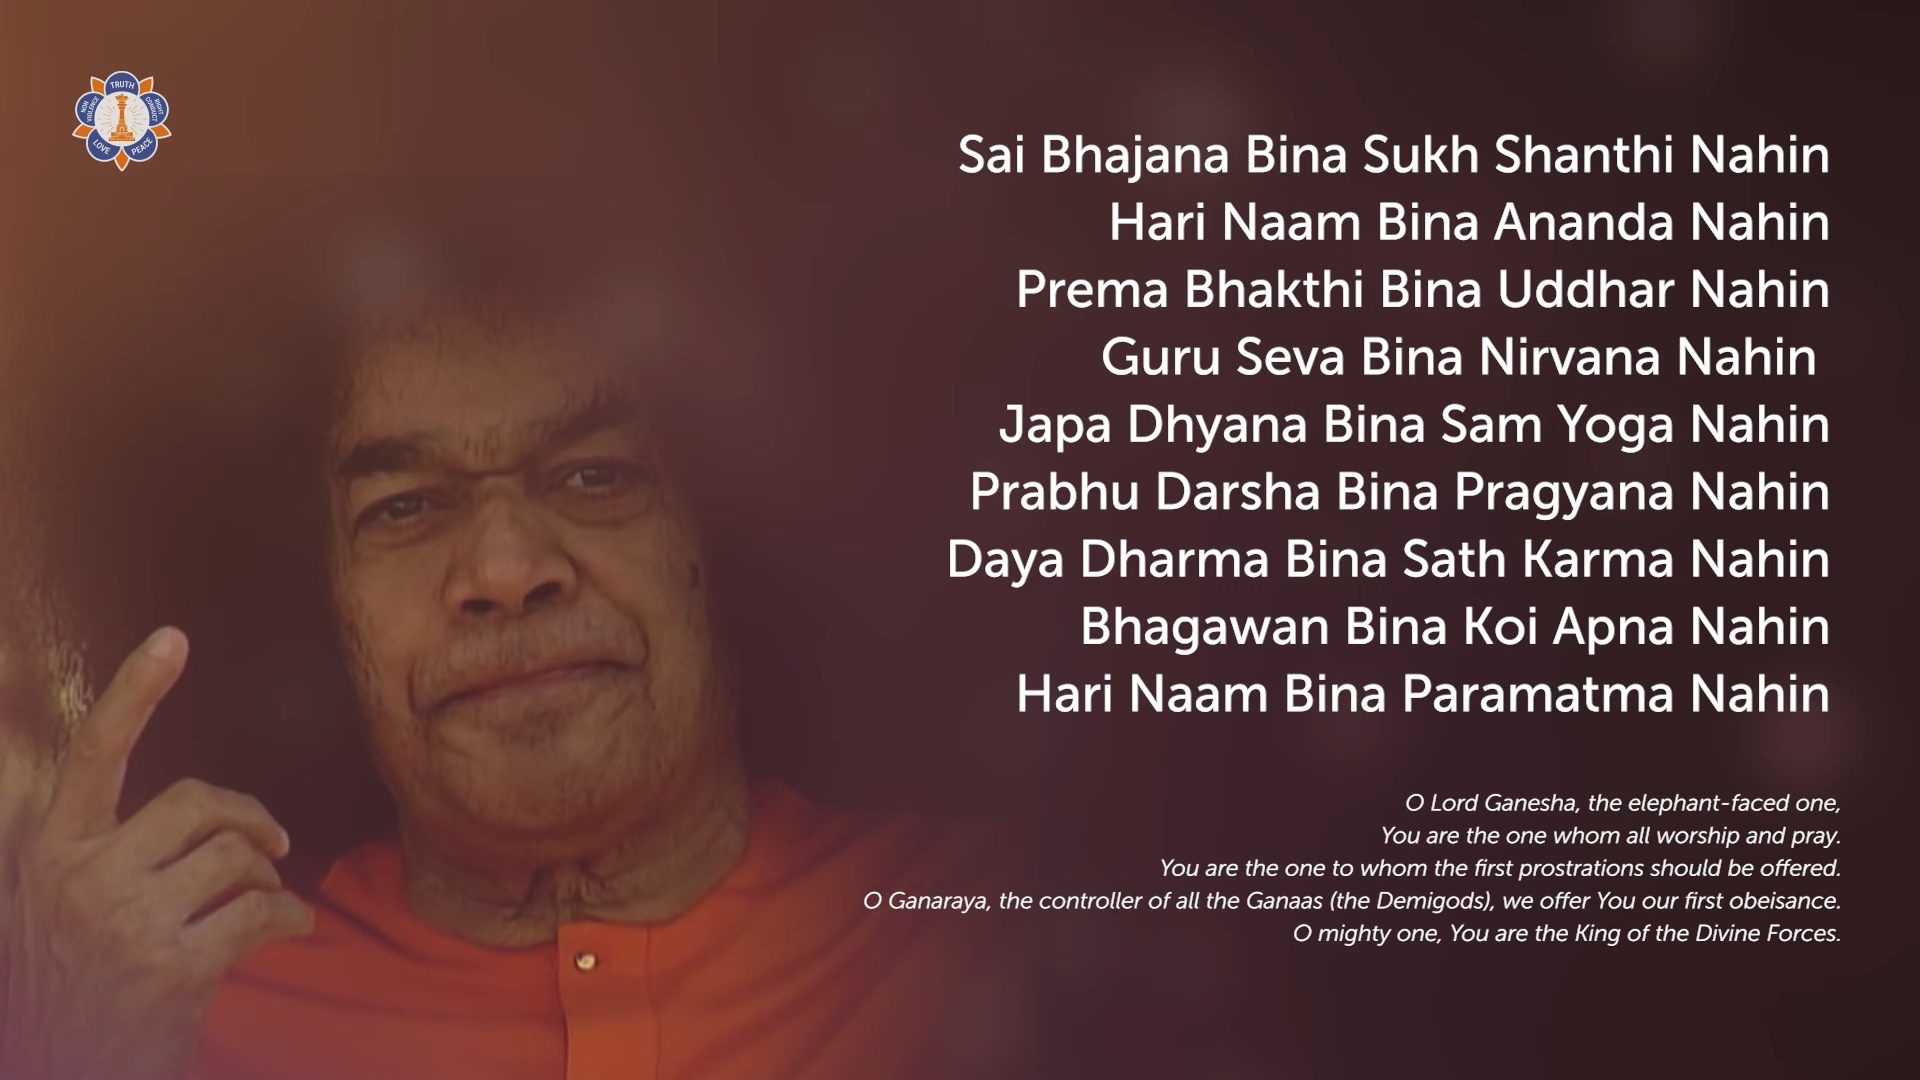 TRUTH
RIGHT CONDUCT
PEACE
LOVE
NON VIOLENCE
Sai Bhajana Bina Sukh Shanthi Nahin
Hari Naam Bina Ananda Nahin
Prema Bhakthi Bina Uddhar Nahin
Guru Seva Bina Nirvana Nahin
Japa Dhyana Bina Sam Yoga Nahin
Prabhu Darsha Bina Pragyana Nahin
Daya Dharma Bina Sath Karma Nahin
Bhagawan Bina Koi Apna Nahin
Hari Naam Bina Paramatma Nahin
O Lord Ganesha, the elephant-faced one,
You are the one whom all worship and pray.
You are the one to whom the first prostrations should be offered.
O Ganaraya, the controller of all the Ganaas (the Demigods), we offer You our first obeisance.
O mighty one, You are the King of the Divine Forces.